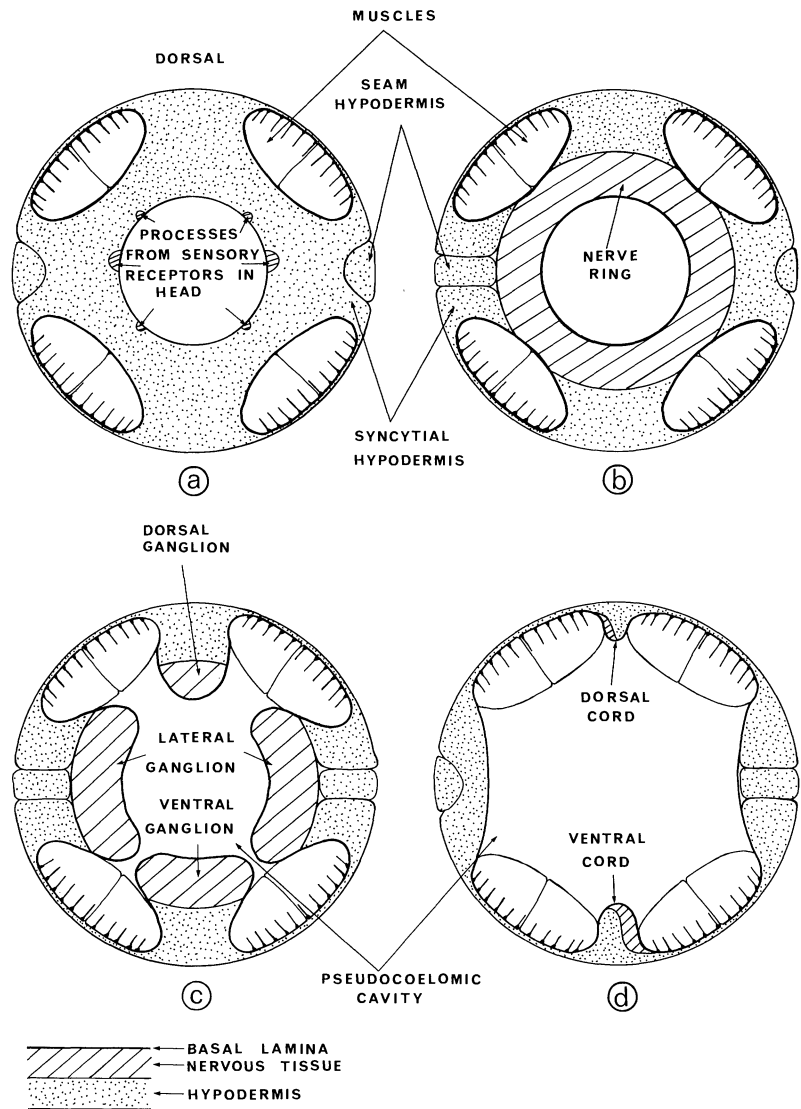 MUSCLES
DORSAL
SEAM
HYPODERMIS
PROCESSES
FROM SENSORY
RECEPTORS IN
HEAD
NERVE
RING
SYNCYTIAL
HYPODERMIS
a
b
DORSAL
GANGLION
LATERAL
GANGLION
VENTRAL
GANGLION
DORSAL
CORD
VENTRAL
CORD
PSEUDOCOELOMIC
CAVITY
c
d
BASAL LAMINA
NERVOUS TISSUE
HYPODERMIS